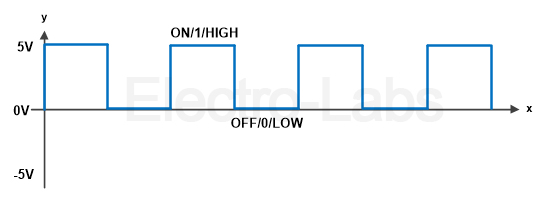 y
5V
ON/1/HIGH
Electro-Labs
0V
x
OFF/0/LOW
-5V